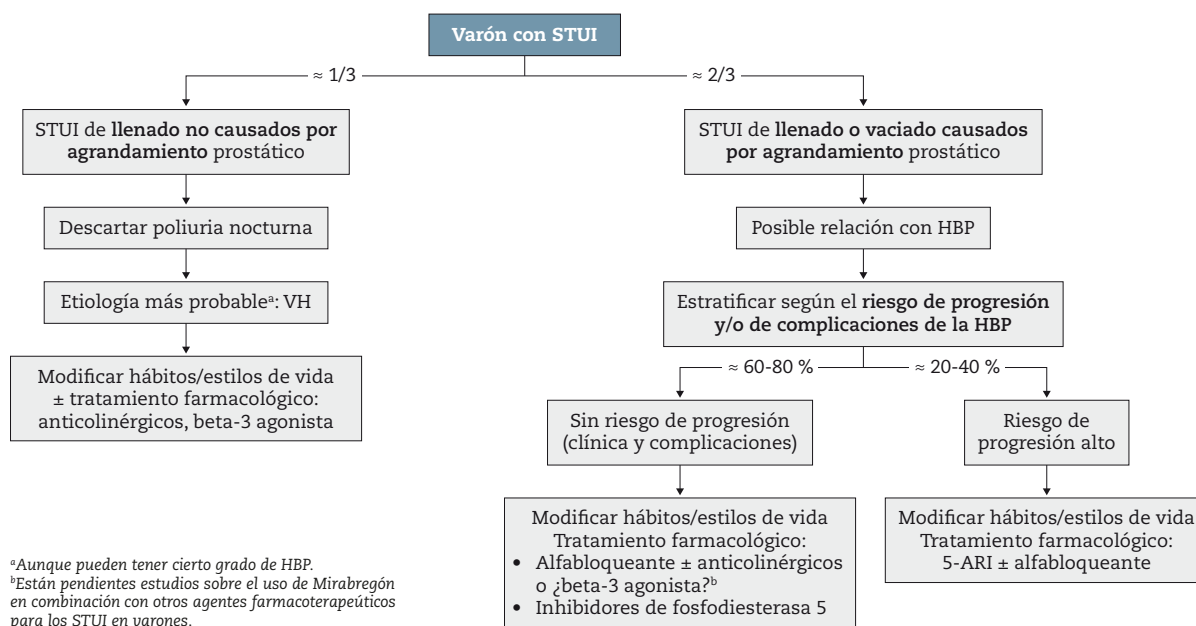 Varón con STUI
≈ 1/3
≈ 2/3
STUI de llenado no causados por
agrandamiento prostático
STUI de llenado o vaciado causados
por agrandamiento prostático
Descartar poliuria nocturna
Posible relación con HBP
Etiología más probableᵃ: VH
Estratificar según el riesgo de progresión
y/o de complicaciones de la HBP
Modificar hábitos/estilos de vida
± tratamiento farmacológico:
anticolinérgicos, beta-3 agonista
≈ 60-80 %
≈ 20-40 %
Sin riesgo de progresión
(clínica y complicaciones)
Riesgo de
progresión alto
Modificar hábitos/estilos de vida
Tratamiento farmacológico:
• Alfabloqueante ± anticolinérgicos
o ¿beta-3 agonista?ᵇ
• Inhibidores de fosfodiesterasa 5
Modificar hábitos/estilos de vida
Tratamiento farmacológico:
5-ARI ± alfabloqueante
ᵃAunque pueden tener cierto grado de HBP.
ᵇEstán pendientes estudios sobre el uso de Mirabregón
en combinación con otros agentes farmacoterapeúticos
para los STUI en varones.